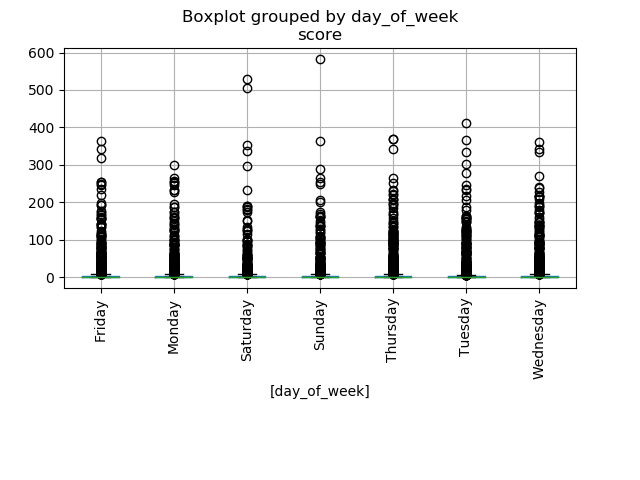 Boxplot grouped by day_of_week
score
600
500
400
300
200
100
0
Friday
Monday
Saturday
Sunday
Thursday
Tuesday
Wednesday
[day_of_week]